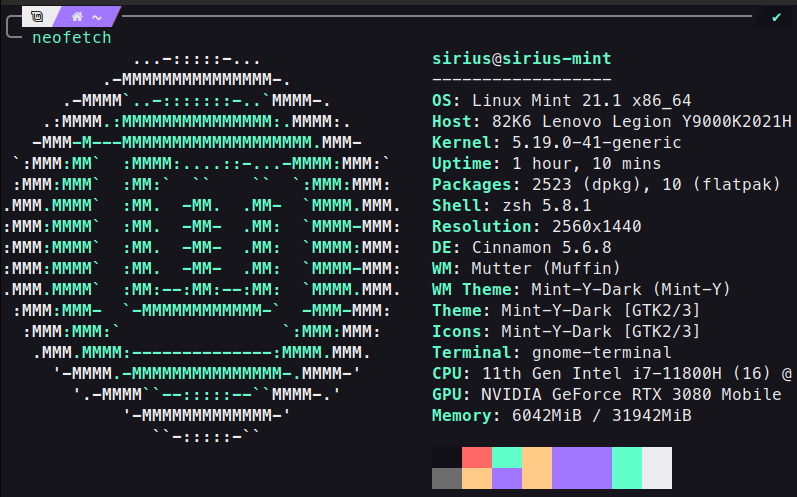 ~
neofetch
...-:::::-...
.-MMMMMMMMMMMMMMM-.
.-MMMM`..-:::::::-..`MMMM-.
.:MMMM.:MMMMMMMMMMMMMMM:.MMMM:.
-MMM-M---MMMMMMMMMMMMMMMMMMM.MMM-
`:MMM:MM`  :MMMM:....::-...-MMMM:MMM:`
:MMM:MMM`  :MM:`  ``    ``  `:MMM:MMM:
.MMM.MMMM`  :MM.  -MM.  .MM-  `MMMM.MMM.
:MMM:MMMM`  :MM.  -MM-  .MM:  `MMMM-MMM:
:MMM:MMMM`  :MM.  -MM-  .MM:  `MMMM:MMM:
:MMM:MMMM`  :MM.  -MM-  .MM:  `MMMM-MMM:
.MMM.MMMM`  :MM:--:MM:--:MM:  `MMMM.MMM.
:MMM:MMM-  `-MMMMMMMMMMMM-`  -MMM-MMM:
:MMM:MMM:`                `:MMM:MMM:
.MMM.MMMM:--------------:MMMM.MMM.
'-MMMM.-MMMMMMMMMMMMMMM-.MMMM-'
'.-MMMM``--:::::--``MMMM-.'
'-MMMMMMMMMMMMM-'
``-:::::-``
sirius@sirius-mint
------------------
OS: Linux Mint 21.1 x86_64
Host: 82K6 Lenovo Legion Y9000K2021H
Kernel: 5.19.0-41-generic
Uptime: 1 hour, 10 mins
Packages: 2523 (dpkg), 10 (flatpak)
Shell: zsh 5.8.1
Resolution: 2560x1440
DE: Cinnamon 5.6.8
WM: Mutter (Muffin)
WM Theme: Mint-Y-Dark (Mint-Y)
Theme: Mint-Y-Dark [GTK2/3]
Icons: Mint-Y-Dark [GTK2/3]
Terminal: gnome-terminal
CPU: 11th Gen Intel i7-11800H (16) @
GPU: NVIDIA GeForce RTX 3080 Mobile
Memory: 6042MiB / 31942MiB